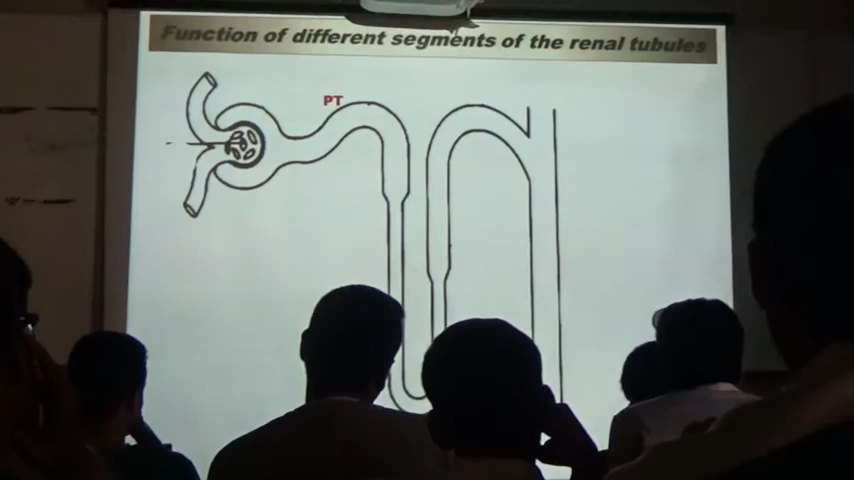 Function of different segments of the renal tubules
PT